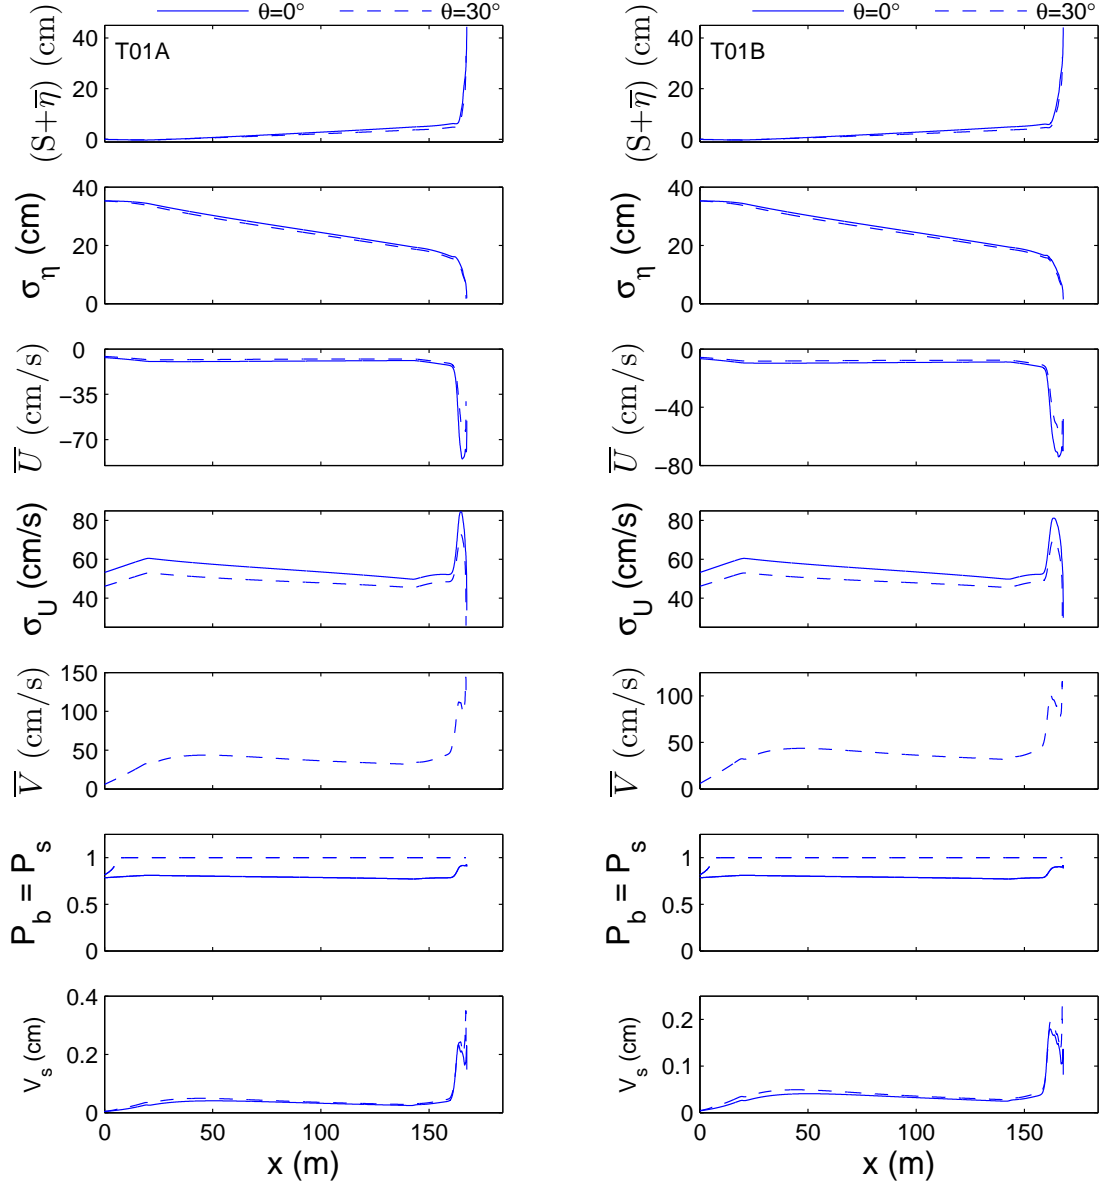 θ=0° θ=30°
T01A
(S+η̅) (cm)
40
20
0
σ_η (cm)
40
20
0
U̅ (cm/s)
0
−35
−70
σ_U (cm/s)
80
60
40
V̅ (cm/s)
150
100
50
0
P_b = P_s
1
0.5
0
V_s (cm)
0.4
0.2
0
0 50 100 150
x (m)
θ=0° θ=30°
T01B
(S+η̅) (cm)
40
20
0
σ_η (cm)
40
20
0
U̅ (cm/s)
0
−40
−80
σ_U (cm/s)
80
60
40
V̅ (cm/s)
100
50
0
P_b = P_s
1
0.5
0
V_s (cm)
0.2
0.1
0
0 50 100 150
x (m)